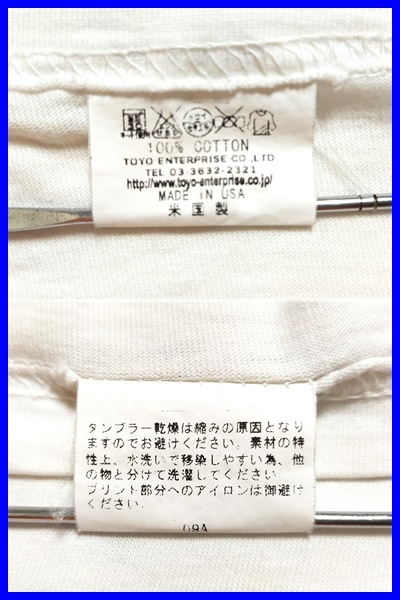 100% COTTON
TOYO ENTERPRISE CO.,LTD
TEL 03-3632-2321
http://www.toyo-enterprise.co.jp/
MADE IN USA
米国製
タンブラー乾燥は縮みの原因となり
ますのでお避けください。素材の特
性上、水洗いで移染しやすい為、他
の物と分けて洗濯してください。
プリント部分へのアイロンは御避け
ください。
09A